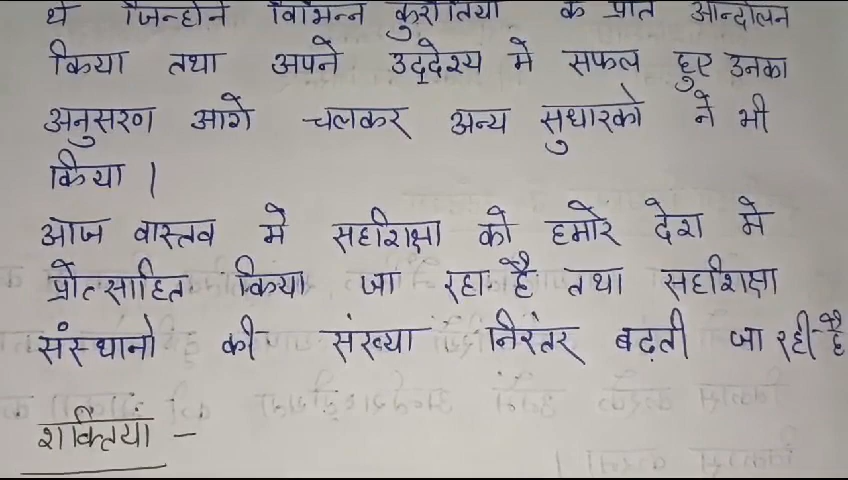 थे जिन्होने विभिन्न कुरीतियो के प्रति आन्दोलन
किया तथा अपने उद्देश्य मे सफल हुए उनका
अनुसरण आगे चलकर अन्य सुधारको ने भी
किया ।
आज वास्तव मे सहशिक्षा को हमारे देश मे
प्रोत्साहित किया जा रहा है तथा सहशिक्षा
संस्थानो की संख्या निरंतर बढ़ती जा रही है
शक्तियां -